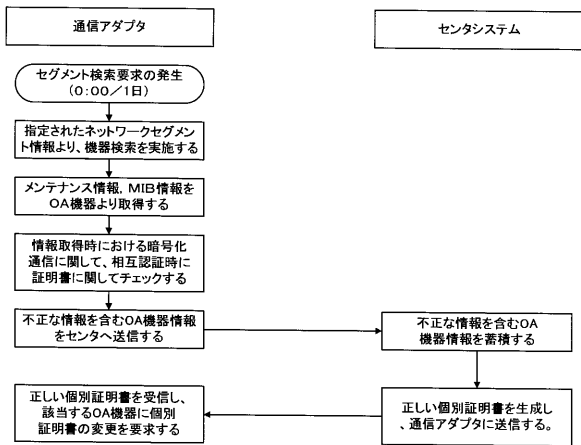 通信アダプタ
センタシステム
セグメント検索要求の発生
(0:00/1日)
指定されたネットワークセグメ
ント情報より、機器検索を実施する
メンテナンス情報, MIB情報を
OA機器より取得する
情報取得時における暗号化
通信に関して、相互認証時に
証明書に関してチェックする
不正な情報を含むOA機器情報
をセンタへ送信する
不正な情報を含むOA
機器情報を蓄積する
正しい個別証明書を受信し、
該当するOA機器に個別
証明書の変更を要求する
正しい個別証明書を生成し
、通信アダプタに送信する。